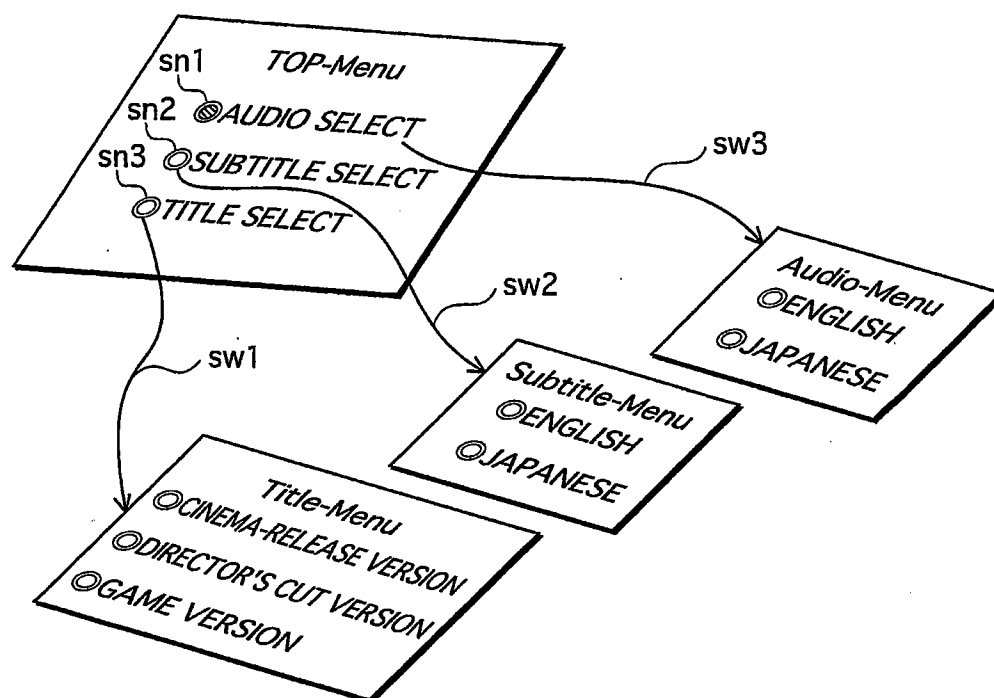 TOP-Menu
sn1
AUDIO SELECT
sn2
SUBTITLE SELECT
sn3
TITLE SELECT
sw3
sw2
sw1
Audio-Menu
ENGLISH
JAPANESE
Subtitle-Menu
ENGLISH
JAPANESE
Title-Menu
CINEMA-RELEASE VERSION
DIRECTOR'S CUT VERSION
GAME VERSION